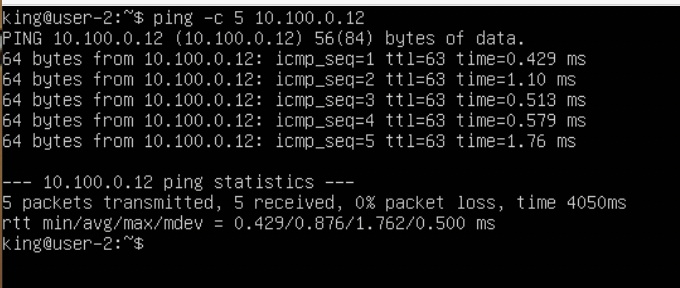 king@user-2:~$ ping -c 5 10.100.0.12
PING 10.100.0.12 (10.100.0.12) 56(84) bytes of data.
64 bytes from 10.100.0.12: icmp_seq=1 ttl=63 time=0.429 ms
64 bytes from 10.100.0.12: icmp_seq=2 ttl=63 time=1.10 ms
64 bytes from 10.100.0.12: icmp_seq=3 ttl=63 time=0.513 ms
64 bytes from 10.100.0.12: icmp_seq=4 ttl=63 time=0.579 ms
64 bytes from 10.100.0.12: icmp_seq=5 ttl=63 time=1.76 ms

--- 10.100.0.12 ping statistics ---
5 packets transmitted, 5 received, 0% packet loss, time 4050ms
rtt min/avg/max/mdev = 0.429/0.876/1.762/0.500 ms
king@user-2:~$